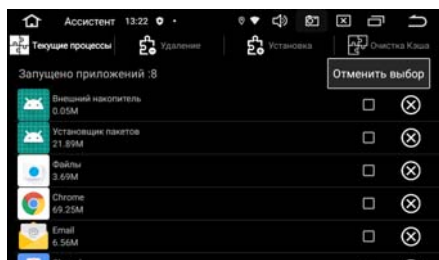 Ассистент 13:22
Текущие процессы Удаление Установка Очистка Кэша
Запущено приложений :8
Отменить выбор
Внешний накопитель
0.05M
Установщик пакетов
21.89M
Файлы
3.69M
Chrome
69.25M
Email
6.56M